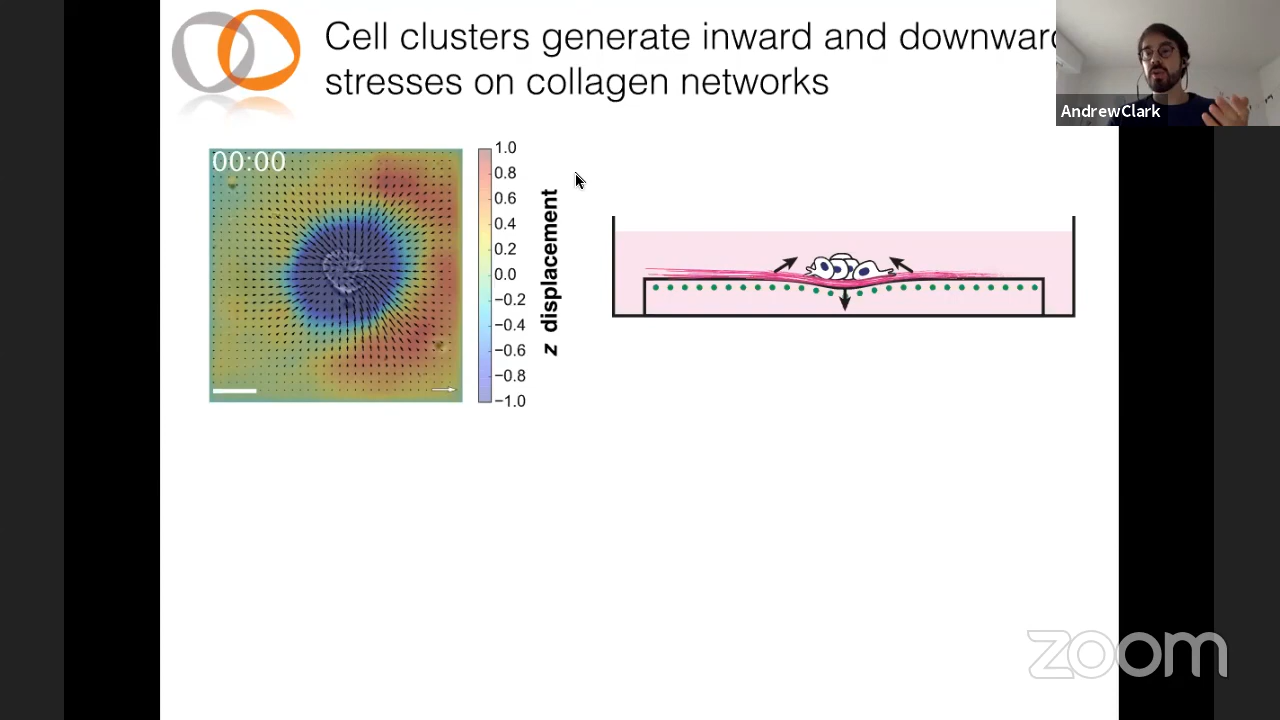 Cell clusters generate inward and downward
stresses on collagen networks
AndrewClark
00:00
1.0
0.8
0.6
0.4
0.2
0.0
−0.2
−0.4
−0.6
−0.8
−1.0
z displacement
zoom